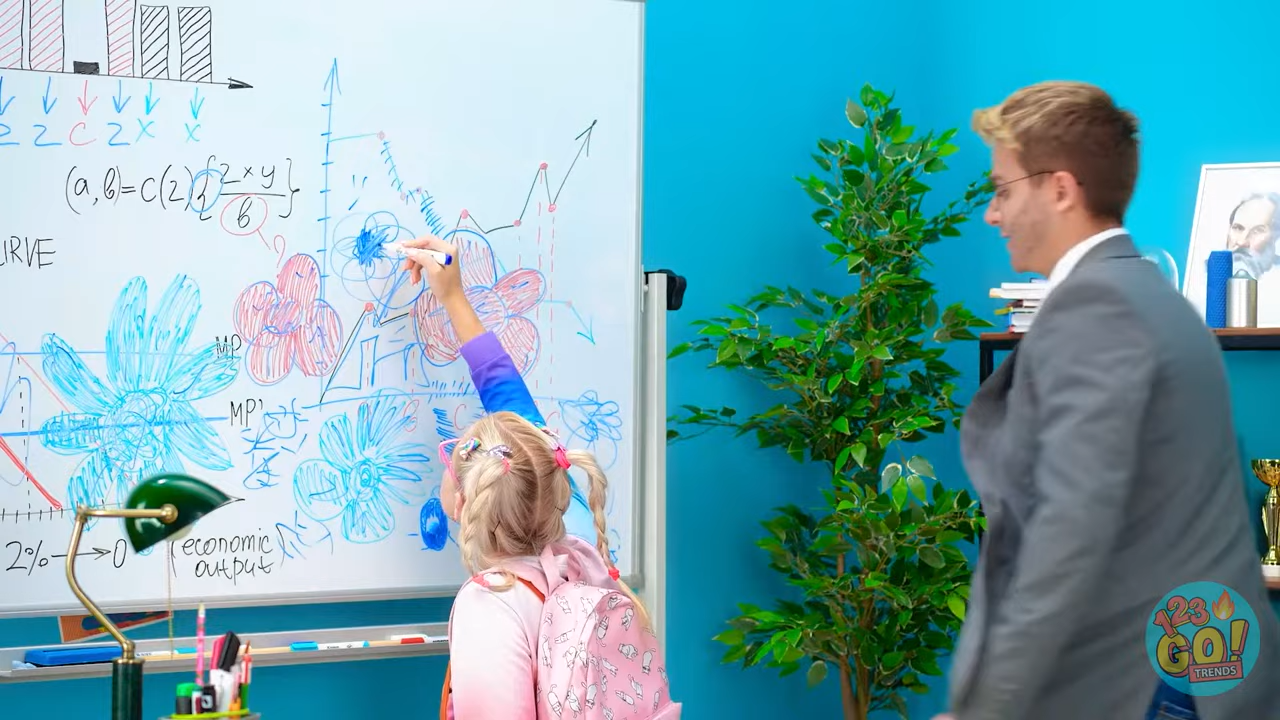 2 2 C 2 X X
(a,b)=C(2){2×y/b}
?
URVE
MP
MP'
2%→0 (economic output)
123
GO!
TRENDS